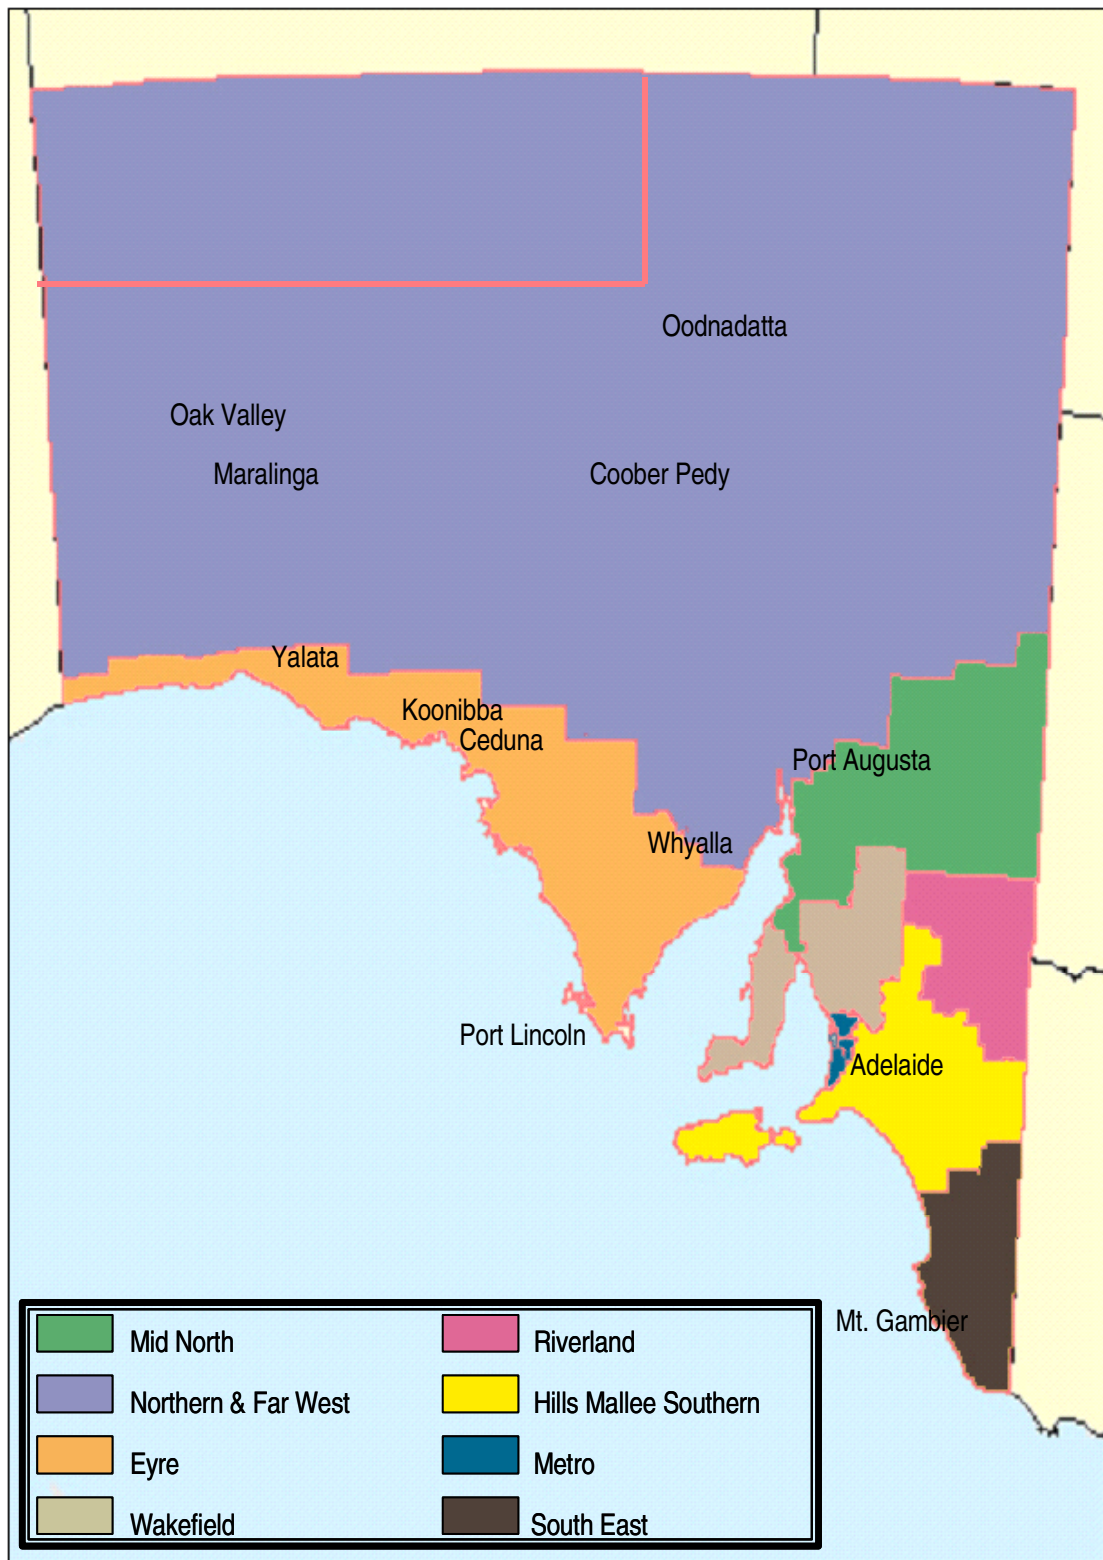 Oodnadatta
Oak Valley
Maralinga
Coober Pedy
Yalata
Koonibba
Ceduna
Port Augusta
Whyalla
Port Lincoln
Adelaide
Mt. Gambier
Mid North
Riverland
Northern & Far West
Hills Mallee Southern
Eyre
Metro
Wakefield
South East